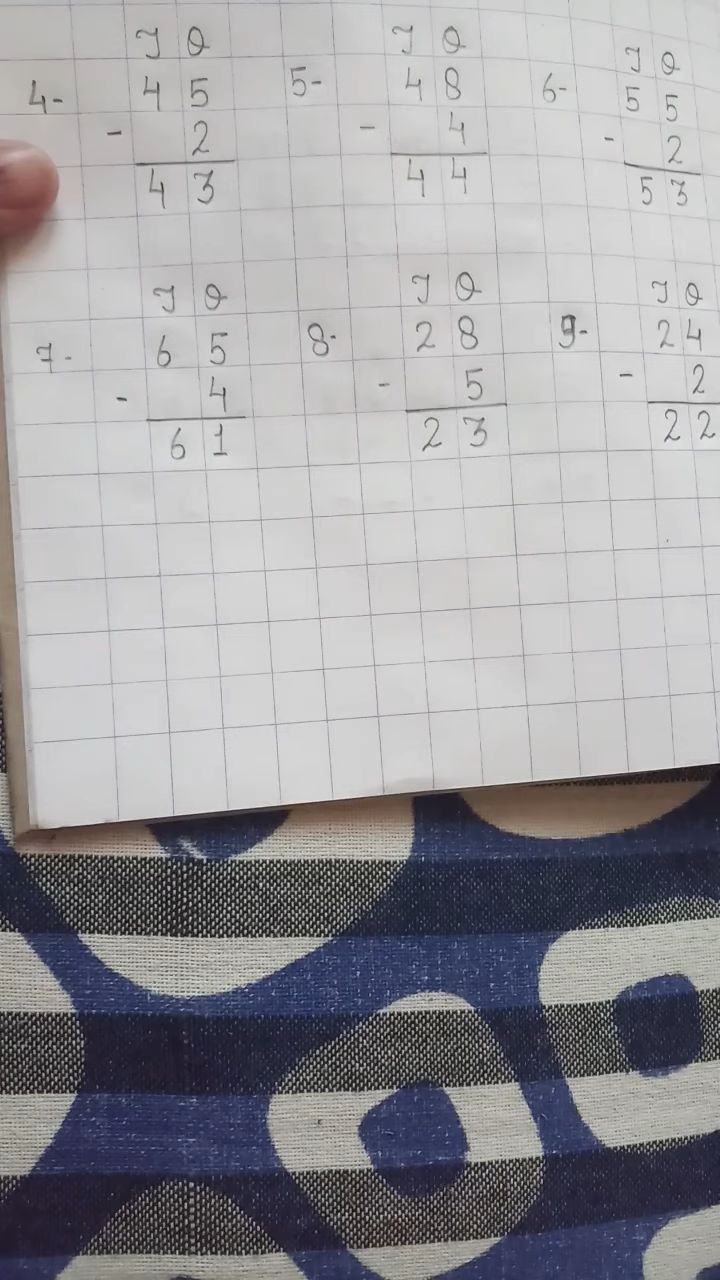 T O T O T O
4- 45 5- 48 6- 55
- 2 - 4 - 2
43 44 53
T O T O T O
7- 65 8- 28 9- 24
- 4 - 5 - 2
61 23 22